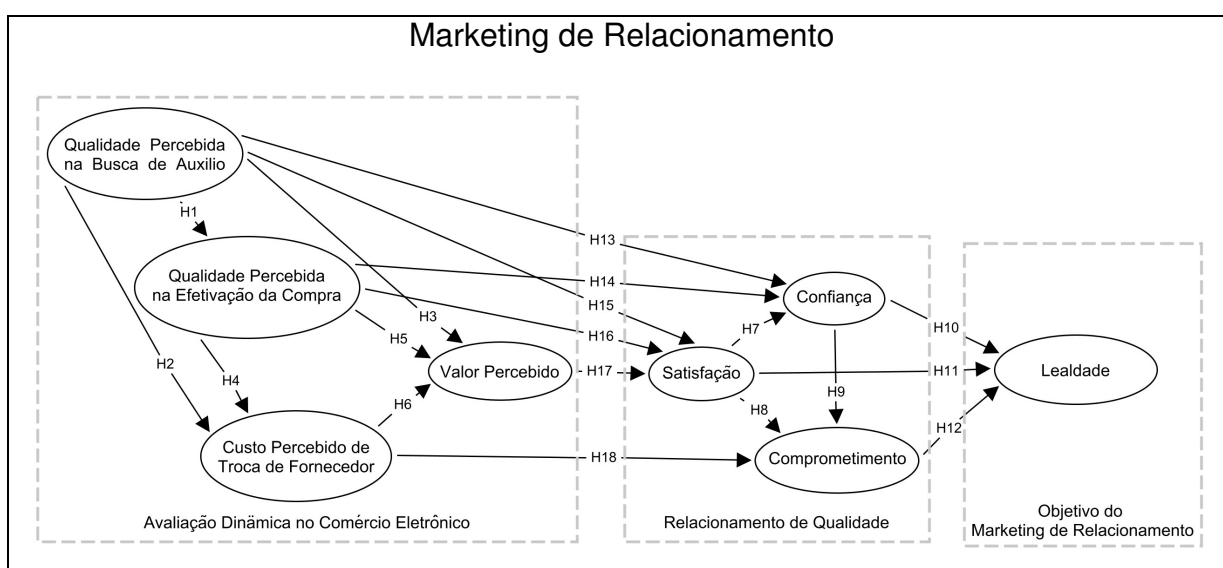 Marketing de Relacionamento
Qualidade Percebida
na Busca de Auxilio
H1
H13
Qualidade Percebida
na Efetivação da Compra
H14
Confiança
H15
H3
H16
H7
H10
H5
H2
H4
Valor Percebido
H17
Satisfação
H11
Lealdade
H6
H8
H9
H12
Custo Percebido de
Troca de Fornecedor
H18
Comprometimento
Avaliação Dinämica no Comércio Eletrônico
Relacionamento de Qualidade
Objetivo do
Marketing de Relacionamento